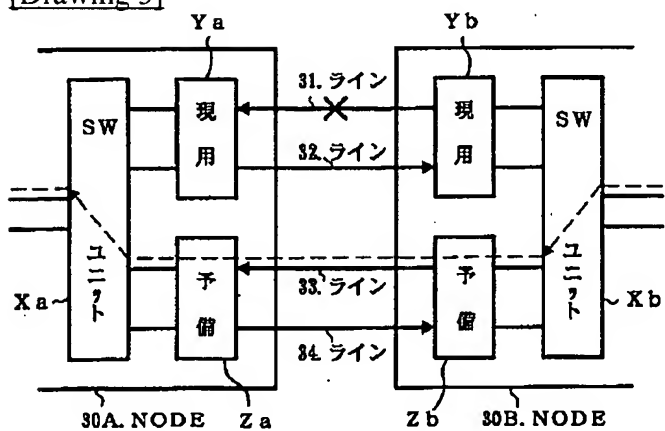 [Drawing 3]
Ya
Yb
31. ライン
SW
現用
現用
SW
32. ライン
ユニット
予備
33. ライン
予備
ユニット
Xa
Xb
34. ライン
30A. NODE
Za
Zb
30B. NODE